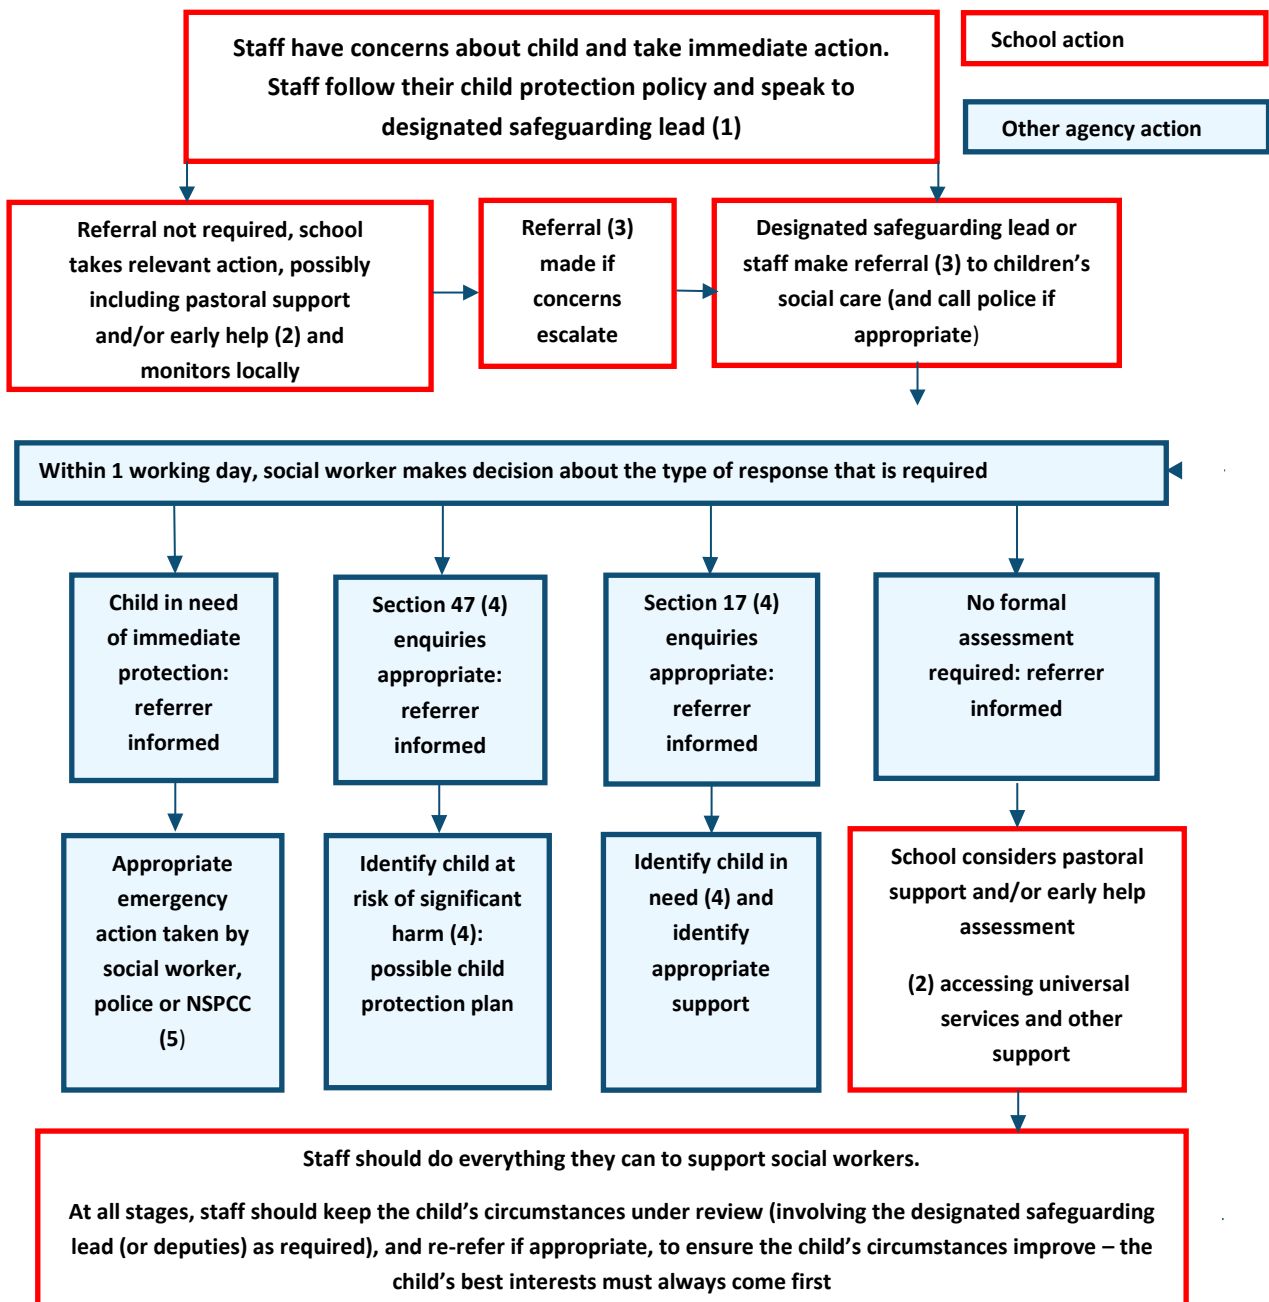 Staff have concerns about child and take immediate action.
Staff follow their child protection policy and speak to
designated safeguarding lead (1)
School action
Other agency action
Referral not required, school
takes relevant action, possibly
including pastoral support
and/or early help (2) and
monitors locally
Referral (3)
made if
concerns
escalate
Designated safeguarding lead or
staff make referral (3) to children’s
social care (and call police if
appropriate)
Within 1 working day, social worker makes decision about the type of response that is required
Child in need
of immediate
protection:
referrer
informed
Section 47 (4)
enquiries
appropriate:
referrer
informed
Section 17 (4)
enquiries
appropriate:
referrer
informed
No formal
assessment
required: referrer
informed
Appropriate
emergency
action taken by
social worker,
police or NSPCC
(5)
Identify child at
risk of significant
harm (4):
possible child
protection plan
Identify child in
need (4) and
identify
appropriate
support
School considers pastoral
support and/or early help
assessment
(2) accessing universal
services and other
support
Staff should do everything they can to support social workers.
At all stages, staff should keep the child’s circumstances under review (involving the designated safeguarding
lead (or deputies) as required), and re-refer if appropriate, to ensure the child’s circumstances improve – the
child’s best interests must always come first